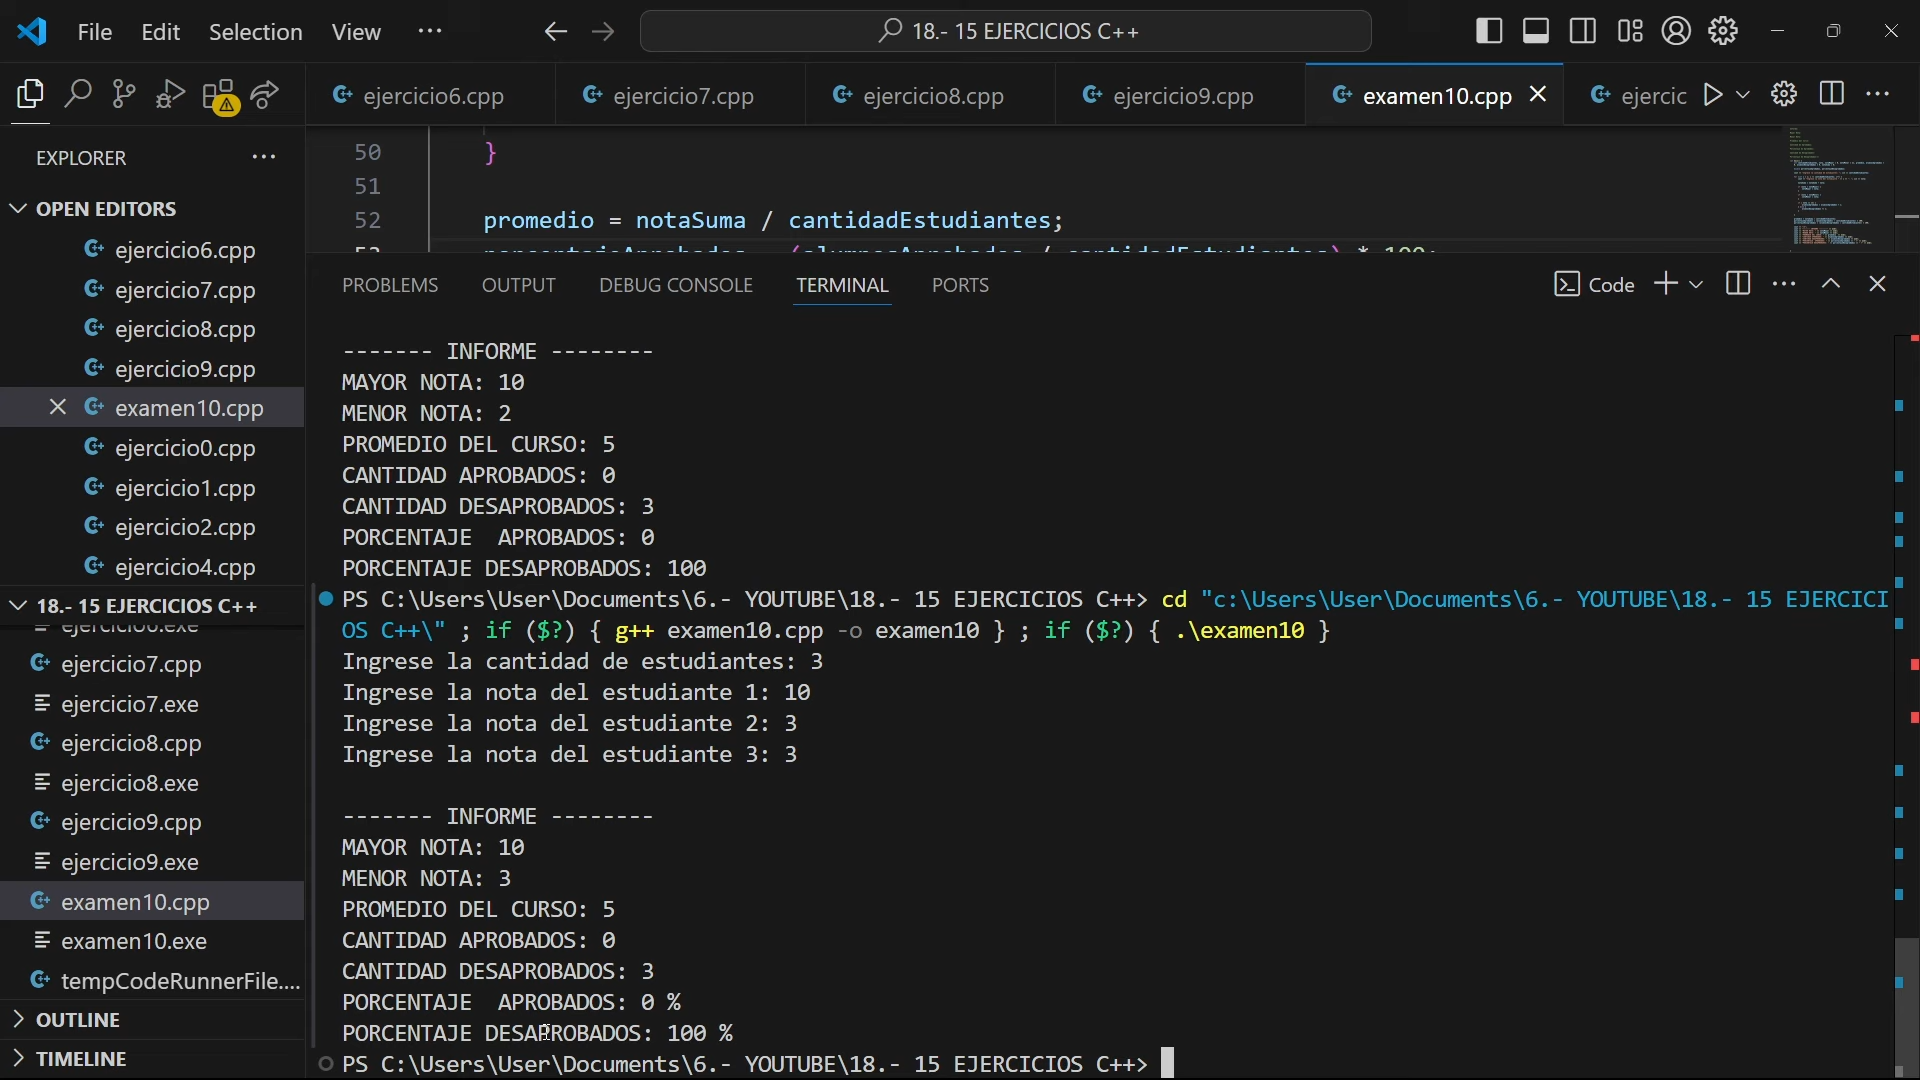 File Edit Selection View ···
18.- 15 EJERCICIOS C++
ejercicio6.cpp
ejercicio7.cpp
ejercicio8.cpp
ejercicio9.cpp
examen10.cpp
ejercic
EXPLORER
OPEN EDITORS
ejercicio6.cpp
ejercicio7.cpp
ejercicio8.cpp
ejercicio9.cpp
examen10.cpp
ejercicio0.cpp
ejercicio1.cpp
ejercicio2.cpp
ejercicio4.cpp
18.- 15 EJERCICIOS C++
ejercicio6.exe
ejercicio7.cpp
ejercicio7.exe
ejercicio8.cpp
ejercicio8.exe
ejercicio9.cpp
ejercicio9.exe
examen10.cpp
examen10.exe
tempCodeRunnerFile....
OUTLINE
TIMELINE
50 }
51
52 promedio = notaSuma / cantidadEstudiantes;
53 porcentajeAprobados = (alumnosAprobados / cantidadEstudiantes) * 100;
PROBLEMS OUTPUT DEBUG CONSOLE TERMINAL PORTS
Code
------- INFORME --------
MAYOR NOTA: 10
MENOR NOTA: 2
PROMEDIO DEL CURSO: 5
CANTIDAD APROBADOS: 0
CANTIDAD DESAPROBADOS: 3
PORCENTAJE  APROBADOS: 0
PORCENTAJE DESAPROBADOS: 100
PS C:\Users\User\Documents\6.- YOUTUBE\18.- 15 EJERCICIOS C++> cd "c:\Users\User\Documents\6.- YOUTUBE\18.- 15 EJERCICI
OS C++\" ; if ($?) { g++ examen10.cpp -o examen10 } ; if ($?) { .\examen10 }
Ingrese la cantidad de estudiantes: 3
Ingrese la nota del estudiante 1: 10
Ingrese la nota del estudiante 2: 3
Ingrese la nota del estudiante 3: 3
------- INFORME --------
MAYOR NOTA: 10
MENOR NOTA: 3
PROMEDIO DEL CURSO: 5
CANTIDAD APROBADOS: 0
CANTIDAD DESAPROBADOS: 3
PORCENTAJE  APROBADOS: 0 %
PORCENTAJE DESAPROBADOS: 100 %
PS C:\Users\User\Documents\6.- YOUTUBE\18.- 15 EJERCICIOS C++>